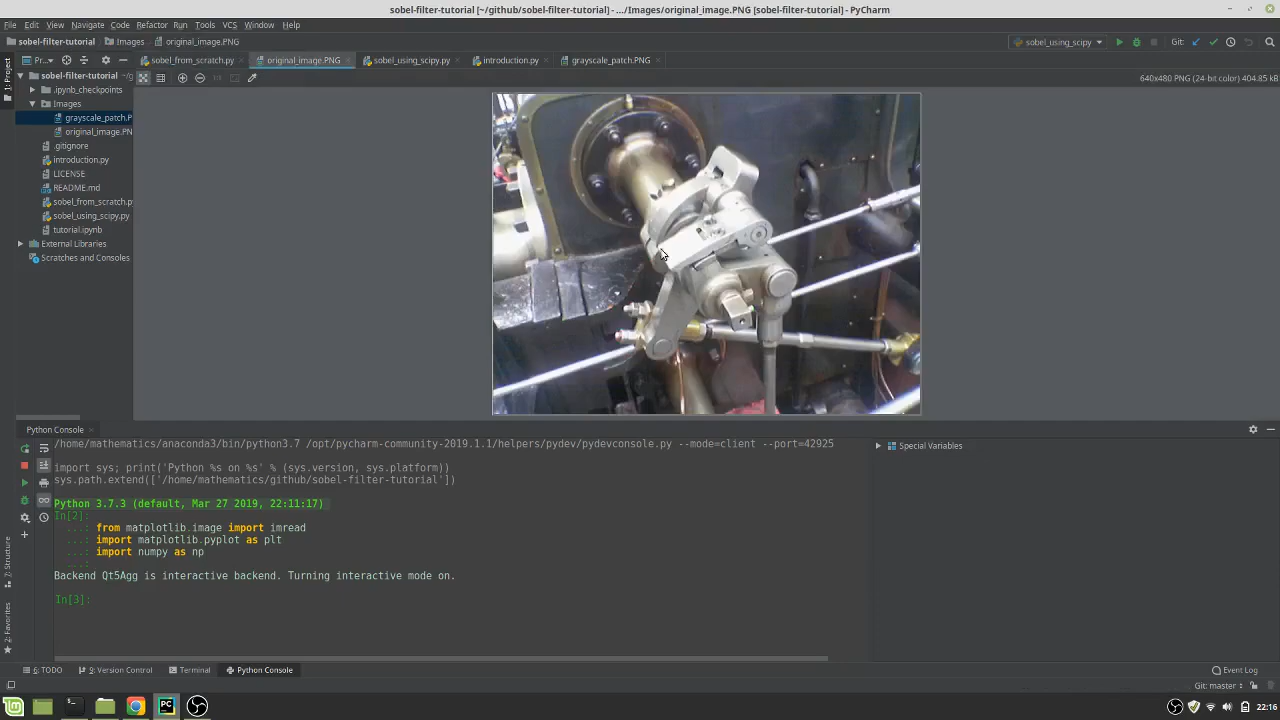 sobel-filter-tutorial [~/github/sobel-filter-tutorial] - .../Images/original_image.PNG [sobel-filter-tutorial] - PyCharm
File Edit View Navigate Code Refactor Run Tools VCS Window Help
sobel-filter-tutorial Images original_image.PNG sobel_using_scipy Git:
1: Project Pr... sobel_from_scratch.py original_image.PNG sobel_using_scipy.py introduction.py grayscale_patch.PNG
640x480 PNG (24-bit color) 404.85 kB
sobel-filter-tutorial ~/g
.ipynb_checkpoints
Images
grayscale_patch.P
original_image.PN
.gitignore
introduction.py
LICENSE
README.md
sobel_from_scratch.p
sobel_using_scipy.py
tutorial.ipynb
External Libraries
Scratches and Consoles
Python Console
/home/mathematics/anaconda3/bin/python3.7 /opt/pycharm-community-2019.1.1/helpers/pydev/pydevconsole.py --mode=client --port=42925
Special Variables
import sys; print('Python %s on %s' % (sys.version, sys.platform))
sys.path.extend(['/home/mathematics/github/sobel-filter-tutorial'])
Python 3.7.3 (default, Mar 27 2019, 22:11:17)
In[2]:
...: from matplotlib.image import imread
...: import matplotlib.pyplot as plt
...: import numpy as np
...:
Backend Qt5Agg is interactive backend. Turning interactive mode on.
In[3]:
7: Structure
2: Favorites
6: TODO 9: Version Control Terminal Python Console Event Log
Git: master
22:16